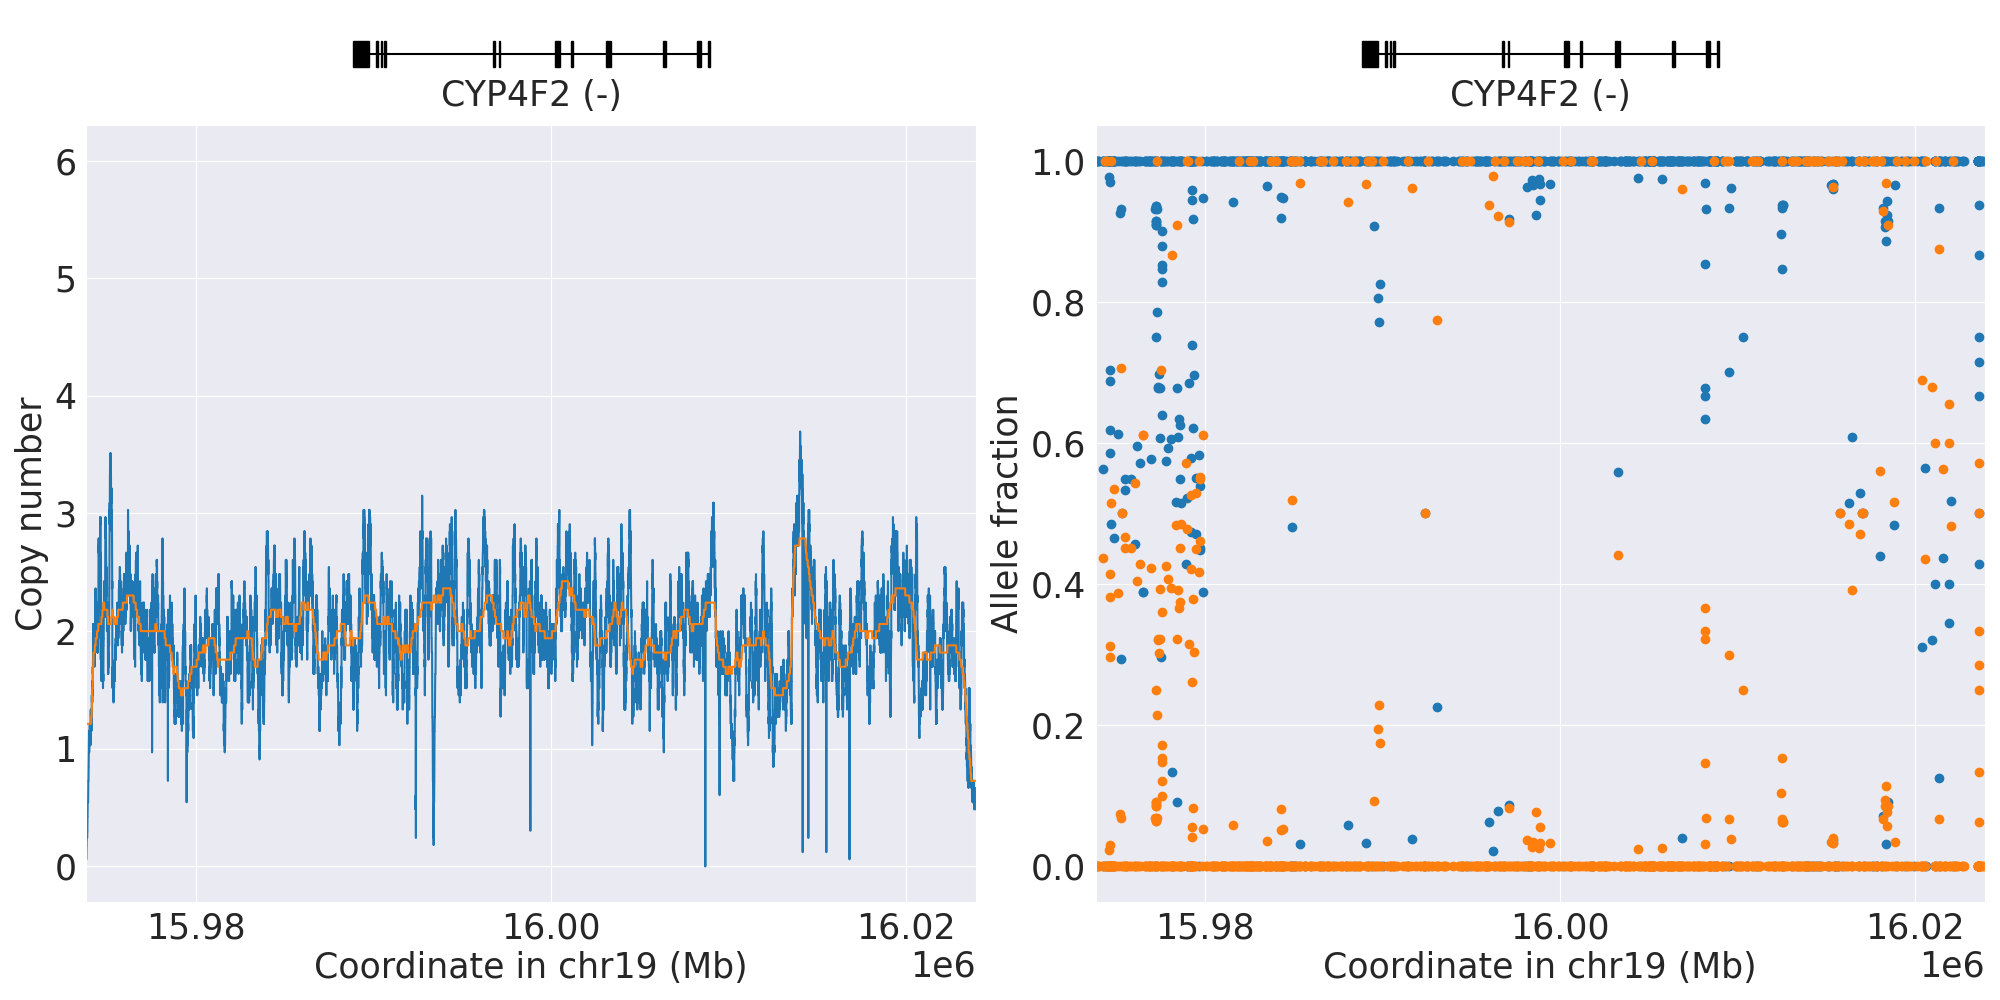 CYP4F2 (-)
CYP4F2 (-)
Copy number
6
5
4
3
2
1
0
15.98
16.00
16.02
Coordinate in chr19 (Mb)
1e6
Allele fraction
1.0
0.8
0.6
0.4
0.2
0.0
15.98
16.00
16.02
Coordinate in chr19 (Mb)
1e6